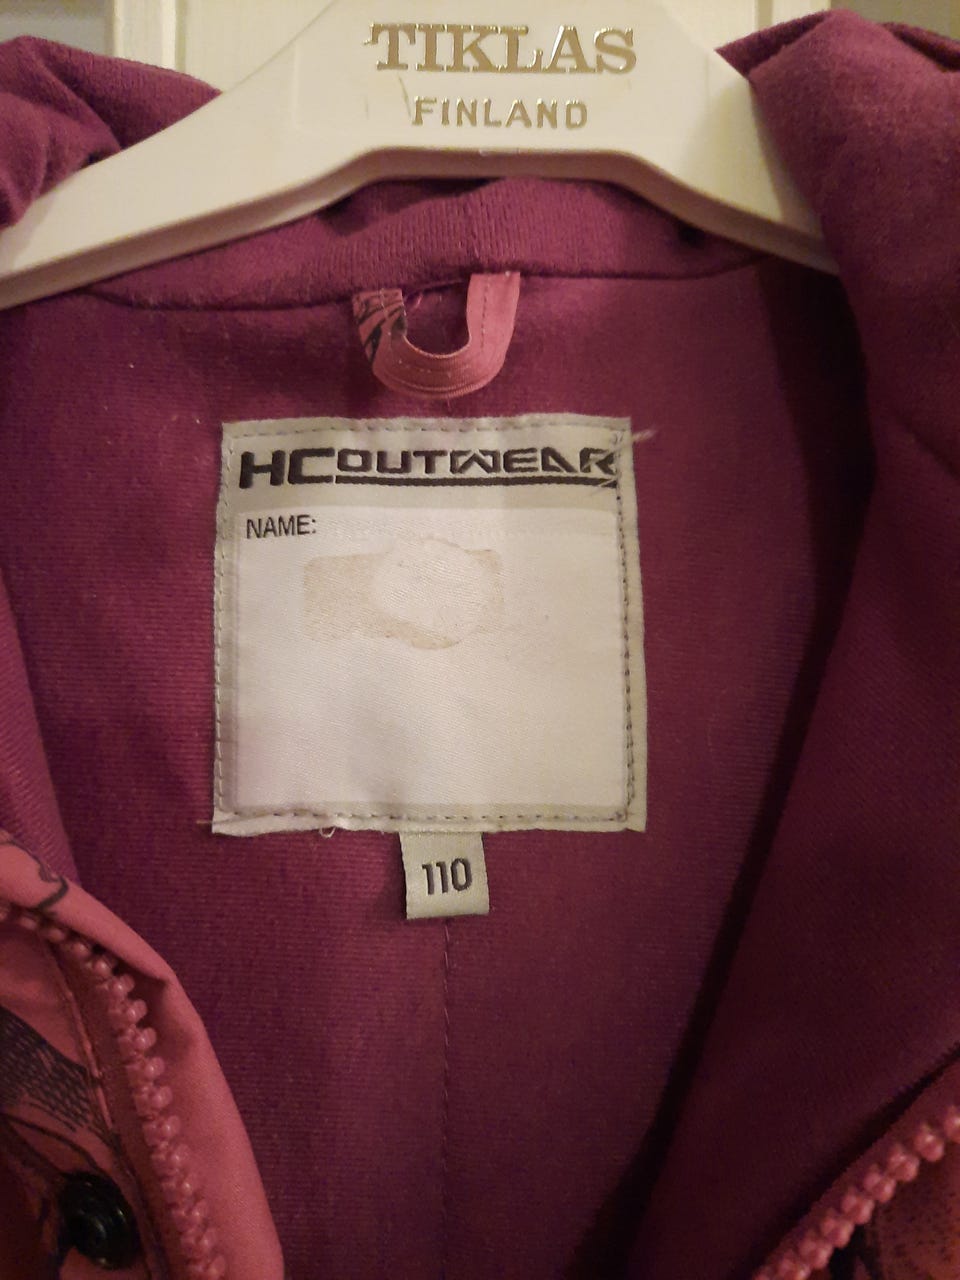 TIKLAS
FINLAND
HCOUTWEAR
NAME:
110